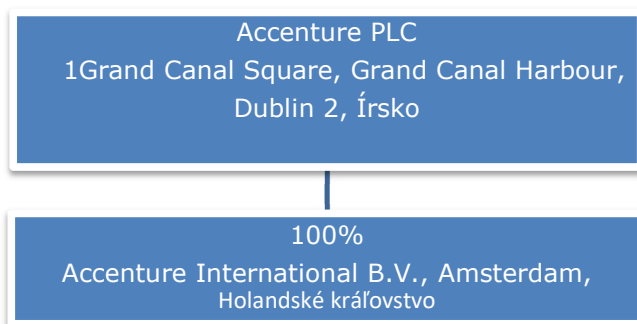 Accenture PLC
1Grand Canal Square, Grand Canal Harbour,
Dublin 2, Írsko
100%
Accenture International B.V., Amsterdam,
Holandské kráľovstvo